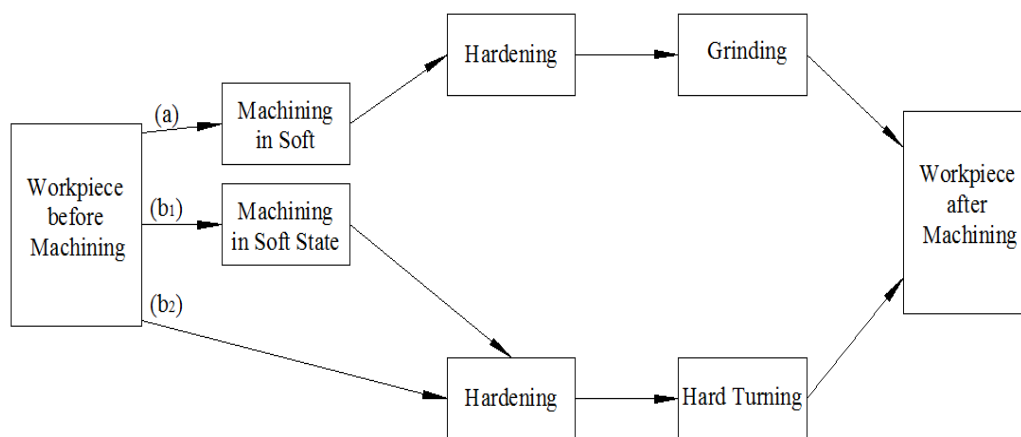 Hardening
Grinding
(a)
Machining
in Soft
Workpiece
before
Machining
(b1)
Machining
in Soft State
Workpiece
after
Machining
(b2)
Hardening
Hard Turning